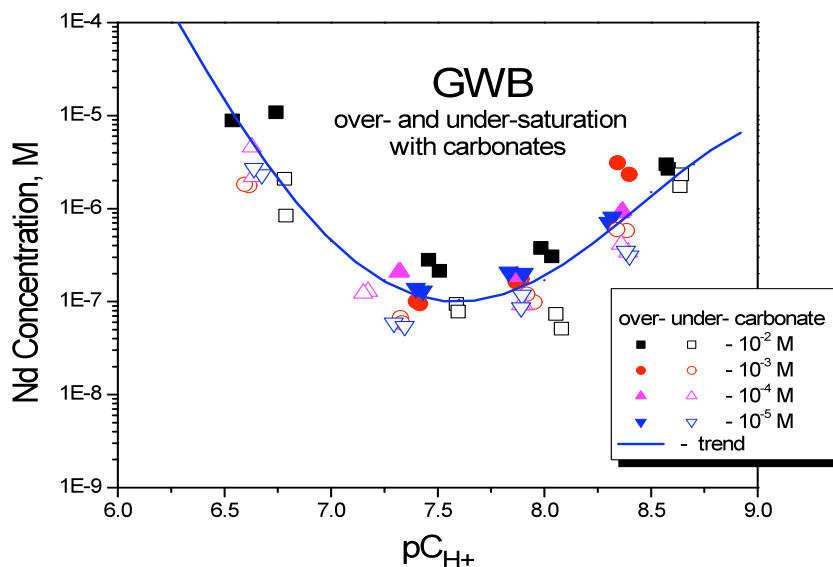 1E-4
1E-5
1E-6
1E-7
1E-8
1E-9
Nd Concentration, M
GWB
over- and under-saturation
with carbonates
over- under- carbonate
- 10⁻² M
- 10⁻³ M
- 10⁻⁴ M
- 10⁻⁵ M
- trend
6.0 6.5 7.0 7.5 8.0 8.5 9.0
pC_H+